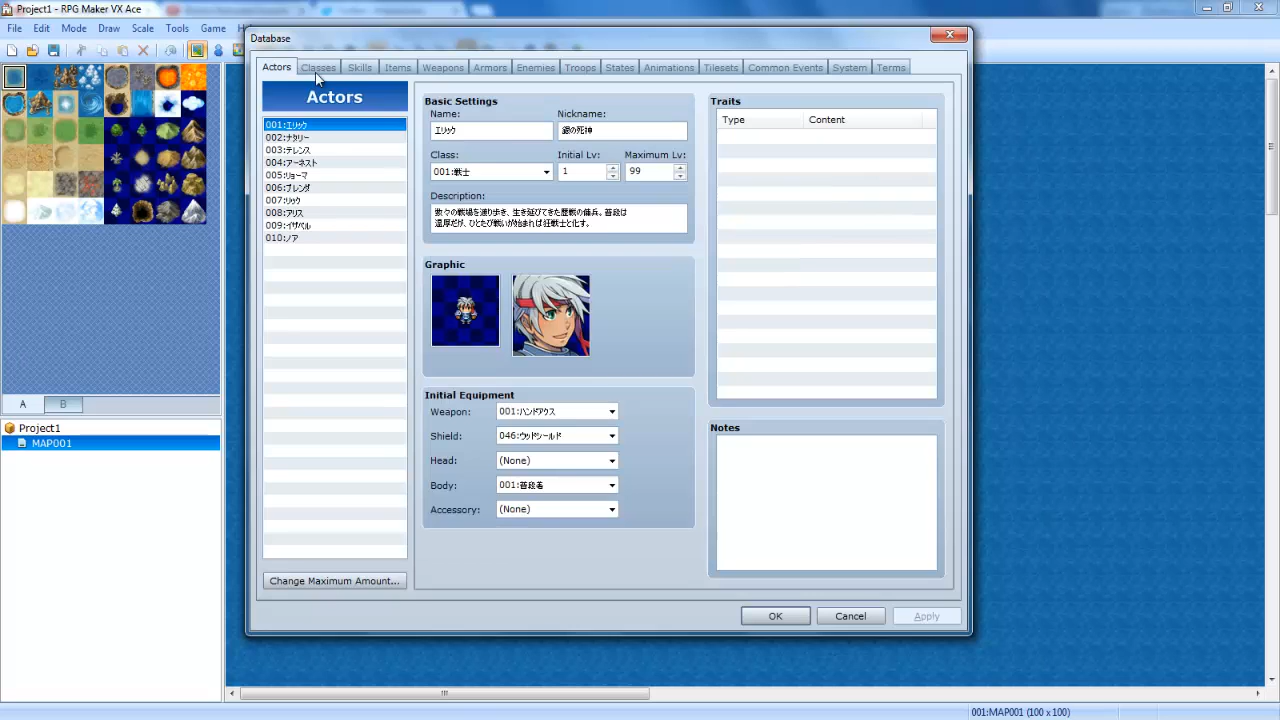 Project1 - RPG Maker VX Ace
File Edit Mode Draw Scale Tools Game
Database
Actors Classes Skills Items Weapons Armors Enemies Troops States Animations Tilesets Common Events System Terms
Actors
001:エリック
002:ナタリー
003:テレンス
004:アーネスト
005:リョーマ
006:ブレンダ
007:リック
008:アリス
009:イザベル
010:ノア
Change Maximum Amount...
Basic Settings
Name: Nickname:
エリック 銀の死神
Class: Initial Lv: Maximum Lv:
001:戦士 1 99
Description:
数々の戦場を渡り歩き、生き延びてきた歴戦の傭兵。普段は
温厚だが、ひとたび戦いが始まれば狂戦士と化す。
Graphic
Initial Equipment
Weapon: 001:ハンドアクス
Shield: 046:ウッドシールド
Head: (None)
Body: 001:普段着
Accessory: (None)
Traits
Type Content
Notes
OK Cancel Apply
A B
Project1
MAP001
001:MAP001 (100 x 100)